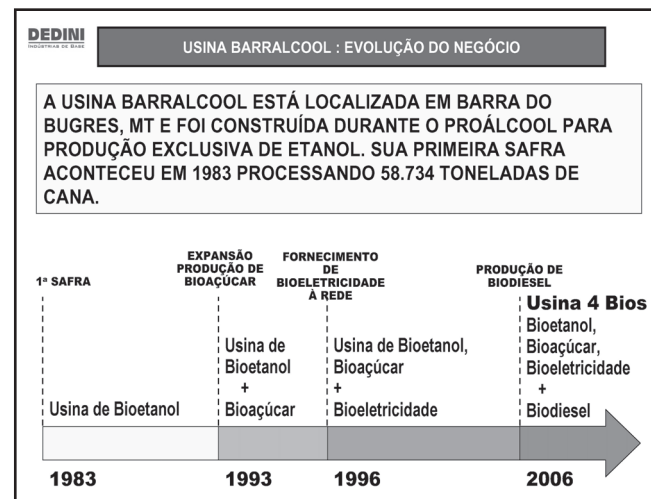 DEDINI
INDÚSTRIAS DE BASE
USINA BARRALCOOL : EVOLUÇÃO DO NEGÓCIO
A USINA BARRALCOOL ESTÁ LOCALIZADA EM BARRA DO
BUGRES, MT E FOI CONSTRUÍDA DURANTE O PROÁLCOOL PARA
PRODUÇÃO EXCLUSIVA DE ETANOL. SUA PRIMEIRA SAFRA
ACONTECEU EM 1983 PROCESSANDO 58.734 TONELADAS DE
CANA.
1ª SAFRA
EXPANSÃO
PRODUÇÃO DE
BIOAÇÚCAR
FORNECIMENTO
DE
BIOELETRICIDADE
À REDE
PRODUÇÃO DE
BIODIESEL
Usina de Bioetanol
Usina de
Bioetanol
+
Bioaçúcar
Usina de Bioetanol,
Bioaçúcar
+
Bioeletricidade
Usina 4 Bios
Bioetanol,
Bioaçúcar,
Bioeletricidade
+
Biodiesel
1983
1993
1996
2006